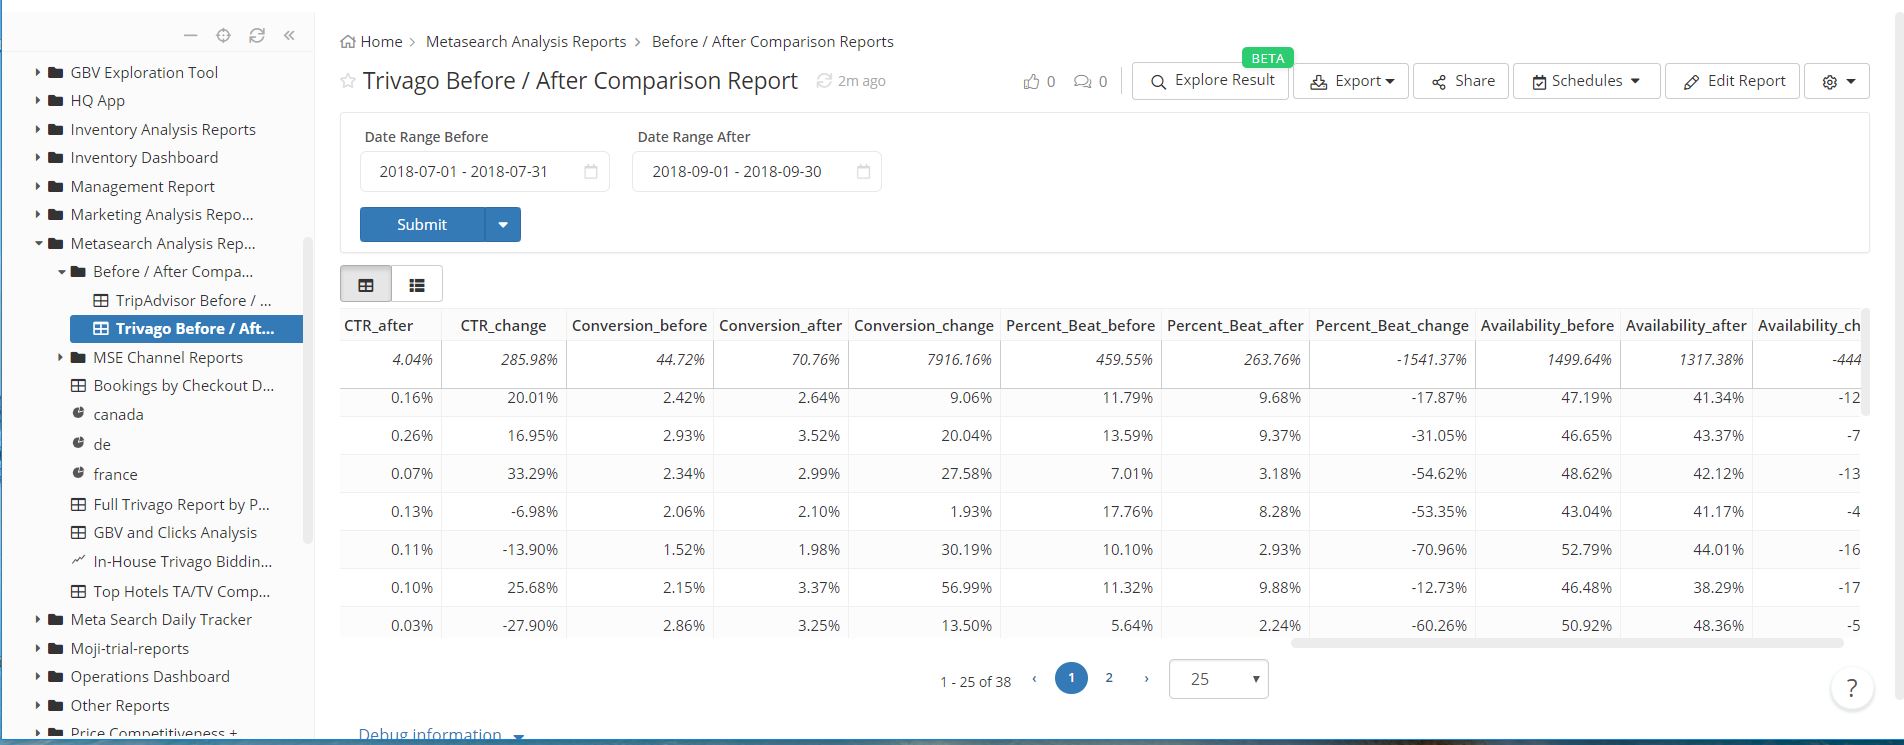 GBV Exploration Tool
HQ App
Inventory Analysis Reports
Inventory Dashboard
Management Report
Marketing Analysis Repo...
Metasearch Analysis Rep...
Before / After Compa...
TripAdvisor Before / ...
Trivago Before / Aft...
MSE Channel Reports
Bookings by Checkout D...
canada
de
france
Full Trivago Report by P...
GBV and Clicks Analysis
In-House Trivago Biddin...
Top Hotels TA/TV Comp...
Meta Search Daily Tracker
Moji-trial-reports
Operations Dashboard
Other Reports
Price Competitiveness +
Home > Metasearch Analysis Reports > Before / After Comparison Reports
Trivago Before / After Comparison Report 2m ago 0 0 Explore Result BETA Export Share Schedules Edit Report
Date Range Before Date Range After
2018-07-01 - 2018-07-31 2018-09-01 - 2018-09-30
Submit
CTR_after CTR_change Conversion_before Conversion_after Conversion_change Percent_Beat_before Percent_Beat_after Percent_Beat_change Availability_before Availability_after Availability_ch
4.04% 285.98% 44.72% 70.76% 7916.16% 459.55% 263.76% -1541.37% 1499.64% 1317.38% -444
0.16% 20.01% 2.42% 2.64% 9.06% 11.79% 9.68% -17.87% 47.19% 41.34% -12
0.26% 16.95% 2.93% 3.52% 20.04% 13.59% 9.37% -31.05% 46.65% 43.37% -7
0.07% 33.29% 2.34% 2.99% 27.58% 7.01% 3.18% -54.62% 48.62% 42.12% -13
0.13% -6.98% 2.06% 2.10% 1.93% 17.76% 8.28% -53.35% 43.04% 41.17% -4
0.11% -13.90% 1.52% 1.98% 30.19% 10.10% 2.93% -70.96% 52.79% 44.01% -16
0.10% 25.68% 2.15% 3.37% 56.99% 11.32% 9.88% -12.73% 46.48% 38.29% -17
0.03% -27.90% 2.86% 3.25% 13.50% 5.64% 2.24% -60.26% 50.92% 48.36% -5
1 - 25 of 38 ‹ 1 2 › 25
?
Debug information